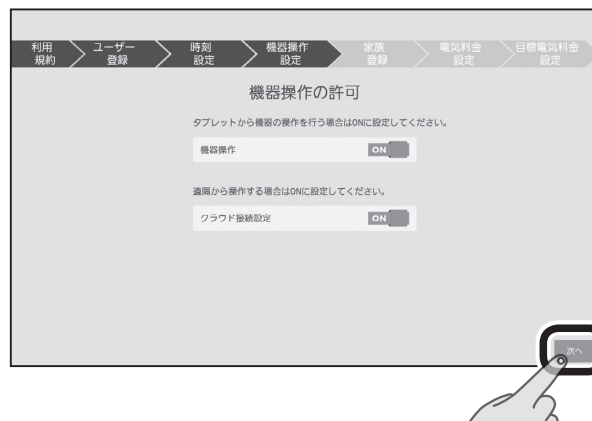 利用
規約
ユーザー
登録
時刻
設定
機器操作
設定
家族
登録
電気料金
設定
目標電気料金
設定
機器操作の許可
タブレットから機器の操作を行う場合はONに設定してください。
機器操作
ON
遠隔から操作する場合はONに設定してください。
クラウド接続設定
ON
次へ